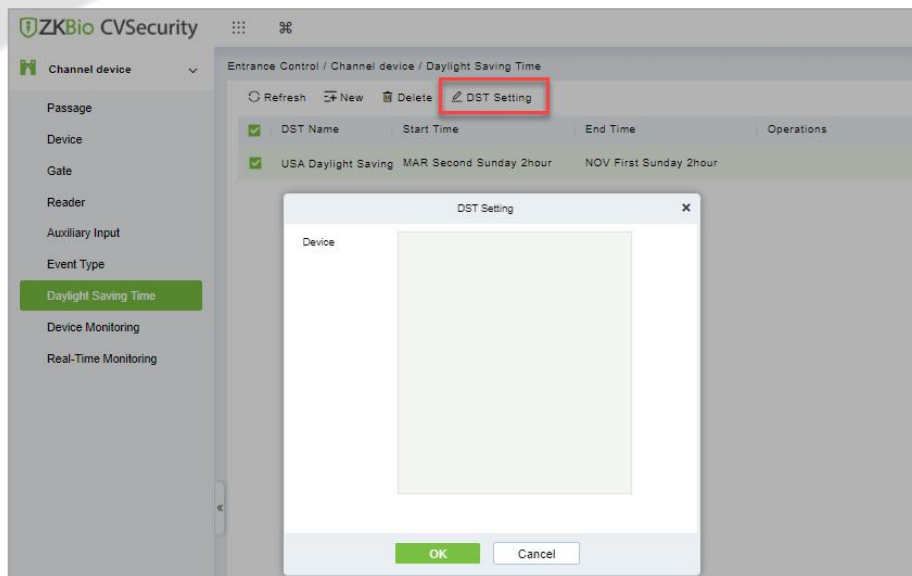 ZKBio CVSecurity
Channel device
Passage
Device
Gate
Reader
Auxiliary Input
Event Type
Daylight Saving Time
Device Monitoring
Real-Time Monitoring
Entrance Control / Channel device / Daylight Saving Time
Refresh New Delete DST Setting
DST Name Start Time End Time Operations
USA Daylight Saving MAR Second Sunday 2hour NOV First Sunday 2hour
DST Setting
Device
OK Cancel